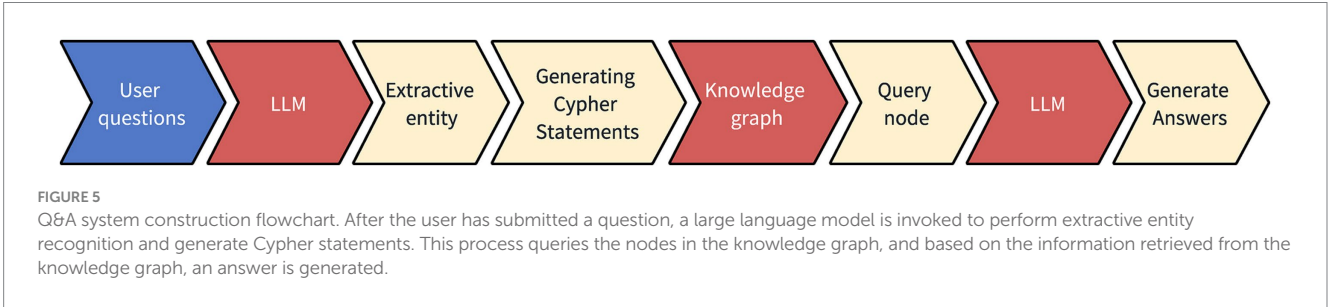 User
questions
LLM
Extractive
entity
Generating
Cypher
Statements
Knowledge
graph
Query
node
LLM
Generate
Answers
FIGURE 5
Q&A system construction flowchart. After the user has submitted a question, a large language model is invoked to perform extractive entity
recognition and generate Cypher statements. This process queries the nodes in the knowledge graph, and based on the information retrieved from the
knowledge graph, an answer is generated.